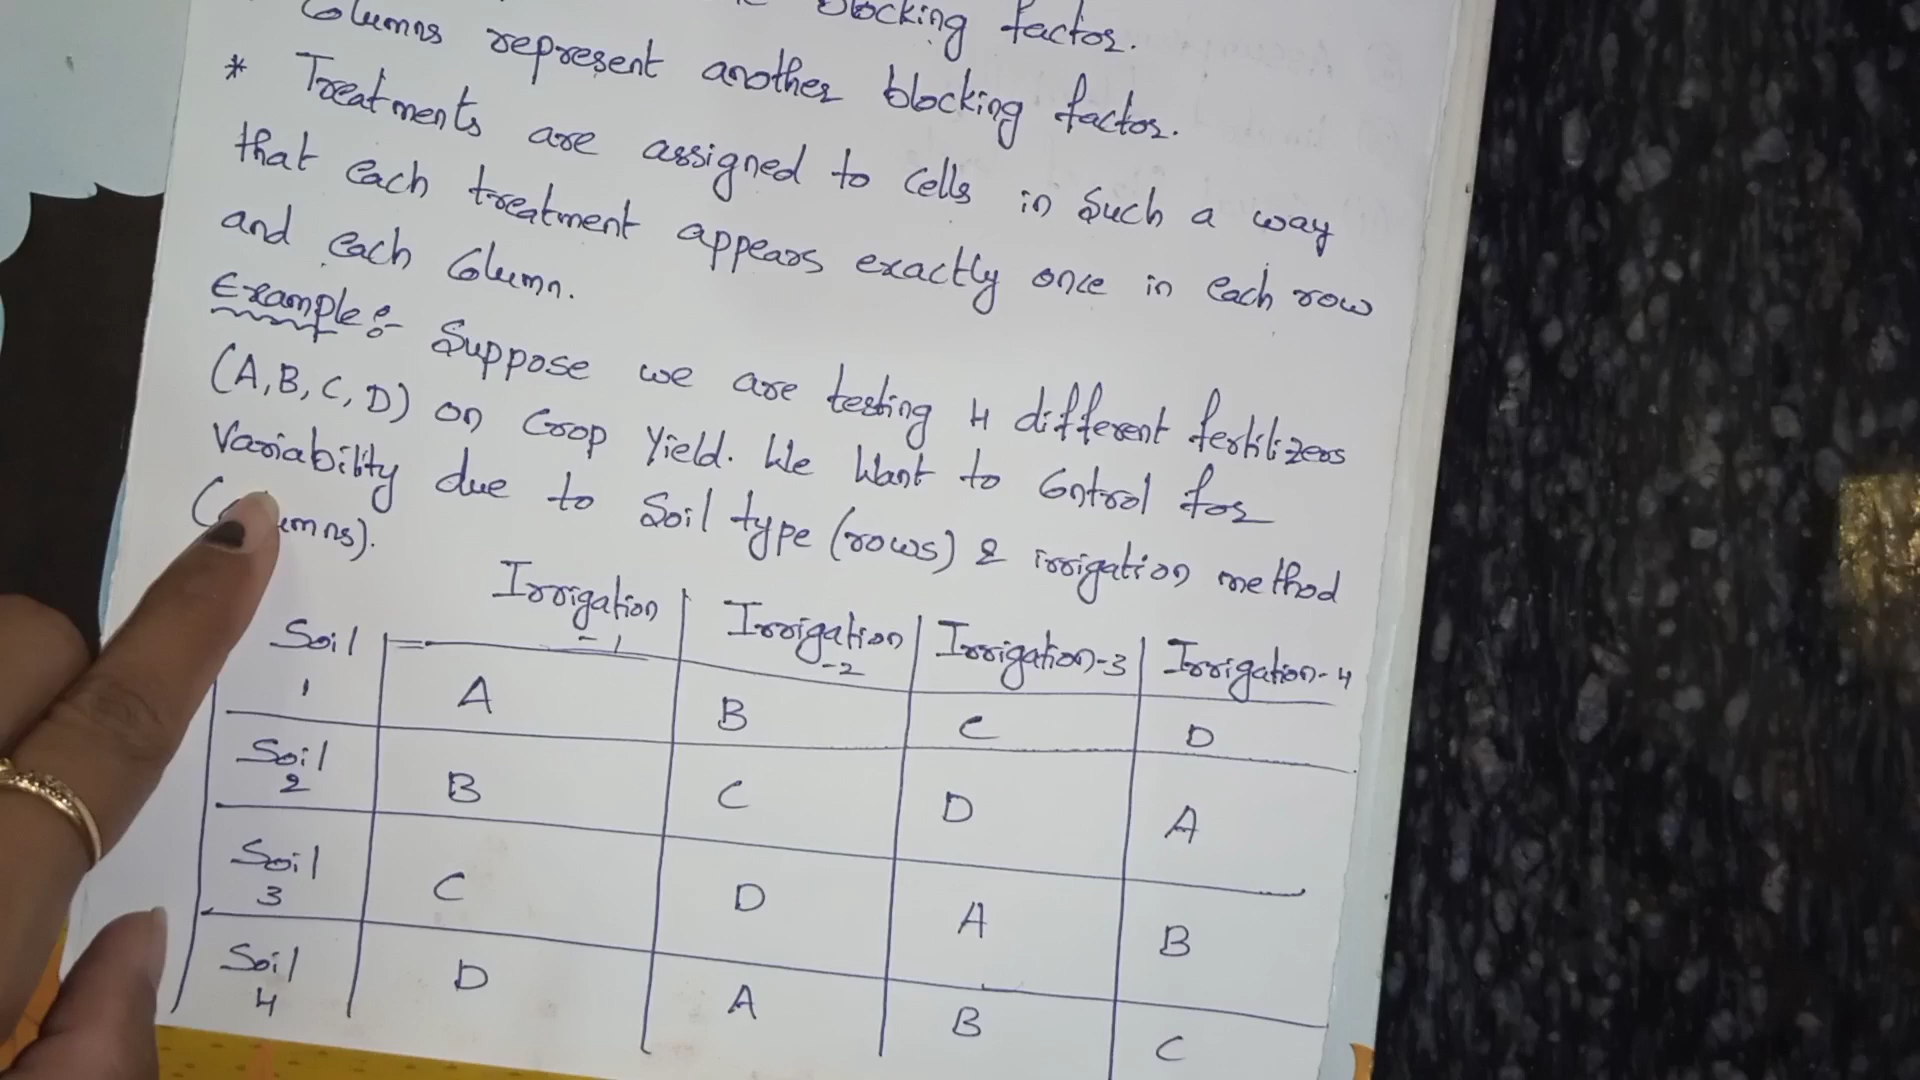 blocking factor.
Columns represent another blocking factor.
* Treatments are assigned to cells in such a way
that each treatment appears exactly once in each row
and each Column.
Example:- Suppose we are testing 4 different fertilizers
(A, B, C, D) on Crop Yield. We Want to Control for
Variability due to Soil type (rows) & irrigation method
Irrigation -1 Irrigation -2 Irrigation-3 Irrigation-4
Soil 1 A B C D
Soil 2 B C D A
Soil 3 C D A B
Soil 4 D A B C